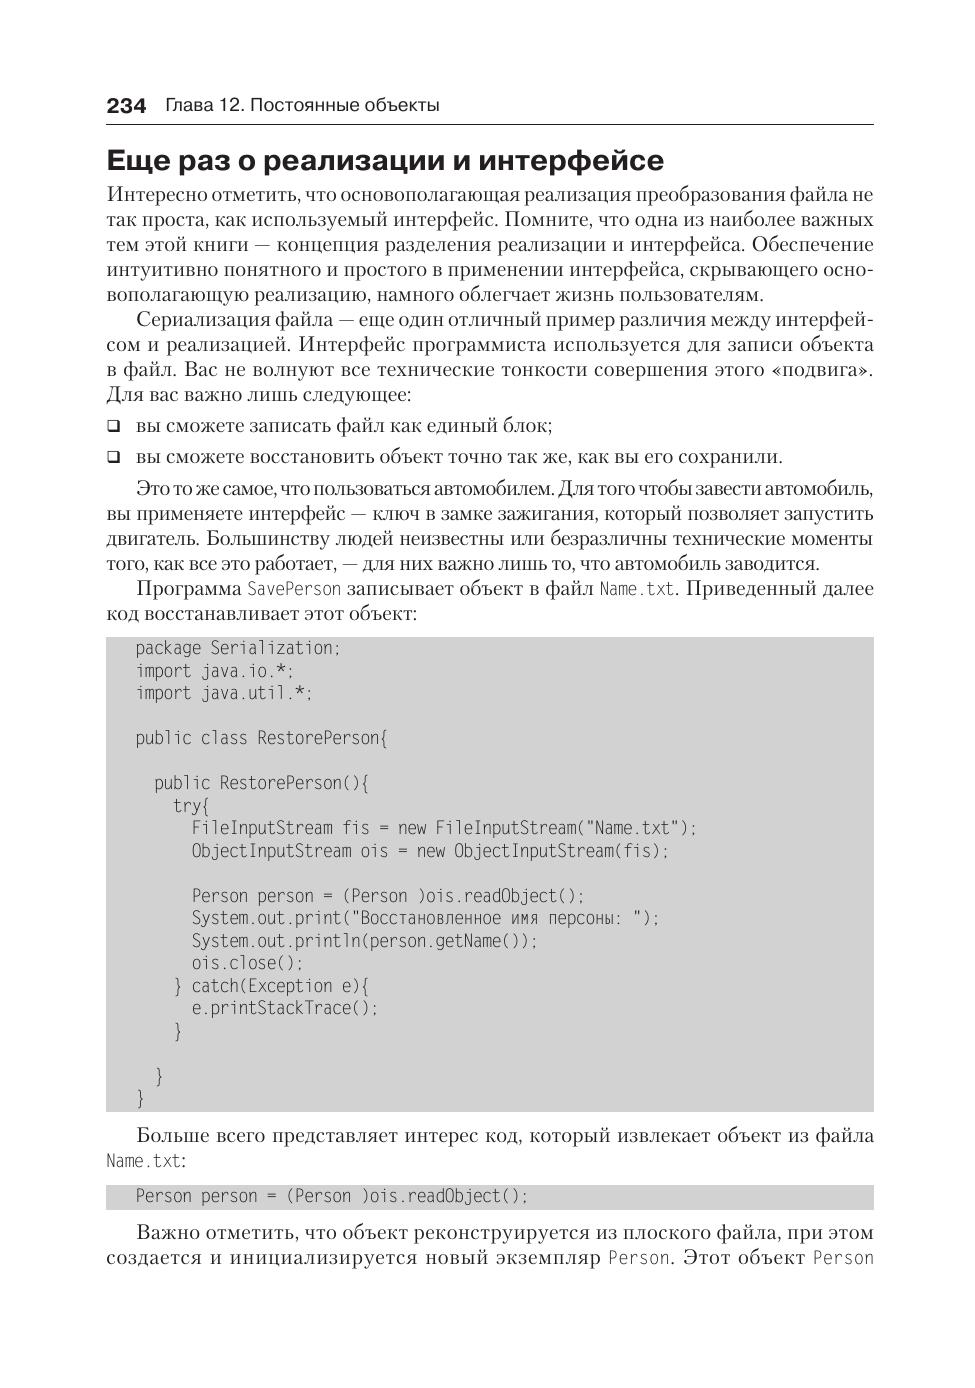 234 Глава 12. Постоянные объекты
Еще раз о реализации и интерфейсе
Интересно отметить, что основополагающая реализация преобразования файла не
так проста, как используемый интерфейс. Помните, что одна из наиболее важных
тем этой книги — концепция разделения реализации и интерфейса. Обеспечение
интуитивно понятного и простого в применении интерфейса, скрывающего осно-
вополагающую реализацию, намного облегчает жизнь пользователям.
Сериализация файла — еще один отличный пример различия между интерфей-
сом и реализацией. Интерфейс программиста используется для записи объекта
в файл. Вас не волнуют все технические тонкости совершения этого «подвига».
Для вас важно лишь следующее:
❑ вы сможете записать файл как единый блок;
❑ вы сможете восстановить объект точно так же, как вы его сохранили.
Это то же самое, что пользоваться автомобилем. Для того чтобы завести автомобиль,
вы применяете интерфейс — ключ в замке зажигания, который позволяет запустить
двигатель. Большинству людей неизвестны или безразличны технические моменты
того, как все это работает, — для них важно лишь то, что автомобиль заводится.
Программа SavePerson записывает объект в файл Name.txt. Приведенный далее
код восстанавливает этот объект:
package Serialization;
import java.io.*;
import java.util.*;
public class RestorePerson{
public RestorePerson(){
try{
FileInputStream fis = new FileInputStream("Name.txt");
ObjectInputStream ois = new ObjectInputStream(fis);
Person person = (Person )ois.readObject();
System.out.print("Восстановленное имя персоны: ");
System.out.println(person.getName());
ois.close();
} catch(Exception e){
e.printStackTrace();
}
}
}
Больше всего представляет интерес код, который извлекает объект из файла
Name.txt:
Person person = (Person )ois.readObject();
Важно отметить, что объект реконструируется из плоского файла, при этом
создается и инициализируется новый экземпляр Person. Этот объект Person